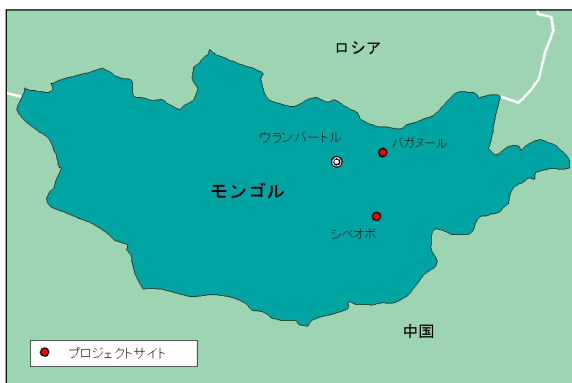 ロシア
ウランバートル
バガヌール
モンゴル
シベオボ
中国
プロジェクトサイト